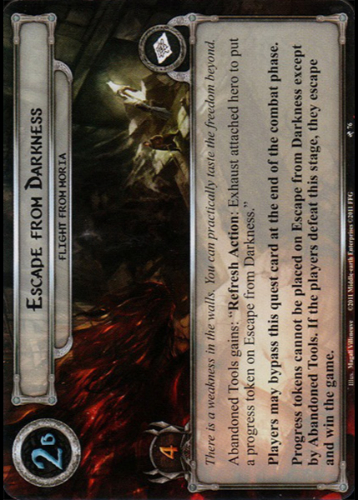 2B
ESCAPE FROM DARKNESS
FLIGHT FROM MORIA
4
There is a weakness in the walls. You can practically taste the freedom beyond.
Abandoned Tools gains: “Refresh Action: Exhaust attached hero to put
a progress token on Escape from Darkness.”
Players may bypass this quest card at the end of the combat phase.
Progress tokens cannot be placed on Escape from Darkness except
by Abandoned Tools. If the players defeat this stage, they escape
and win the game.
Illus. Magali Villeneuve ©2011 Middle-earth Enterprises ©2011 FFG 76